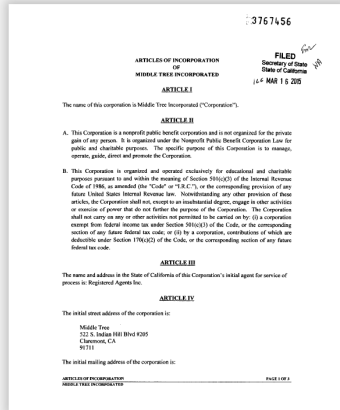 3767456
FILED
Secretary of State
State of California
MAR 16 2015
ARTICLES OF INCORPORATION
OF
MIDDLE TREE INCORPORATED
ARTICLE I
The name of this corporation is Middle Tree Incorporated ("Corporation").
ARTICLE II
A. This Corporation is a nonprofit public benefit corporation and is not organized for the private
gain of any person. It is organized under the Nonprofit Public Benefit Corporation Law for
public and charitable purposes. The specific purpose of this Corporation is to manage,
operate, guide, direct and promote the Corporation.
B. This Corporation is organized and operated exclusively for educational and charitable
purposes pursuant to and within the meaning of Section 501(c)(3) of the Internal Revenue
Code of 1986, as amended (the "Code" or "I.R.C."), or the corresponding provision of any
future United States Internal Revenue law. Notwithstanding any other provision of these
articles, the Corporation shall not, except to an insubstantial degree, engage in other activities
or exercise of power that do not further the purpose of the Corporation. The Corporation
shall not carry on any or other activities not permitted to be carried on by: (i) a corporation
exempt from federal income tax under Section 501(c)(3) of the Code, or the corresponding
section of any future federal tax code, or (ii) by a corporation, contributions of which are
deductible under Section 170(c)(2) of the Code, or the corresponding section of any future
federal tax code.
ARTICLE III
The name and address in the State of California of this Corporation's initial agent for service of
process is: Registered Agents Inc.
ARTICLE IV
The initial street address of the corporation is:
Middle Tree
522 S. Indian Hill Blvd #205
Claremont, CA
91711
The initial mailing address of the corporation is:
ARTICLES OF INCORPORATION PAGE 1 OF 3
MIDDLE TREE INCORPORATED